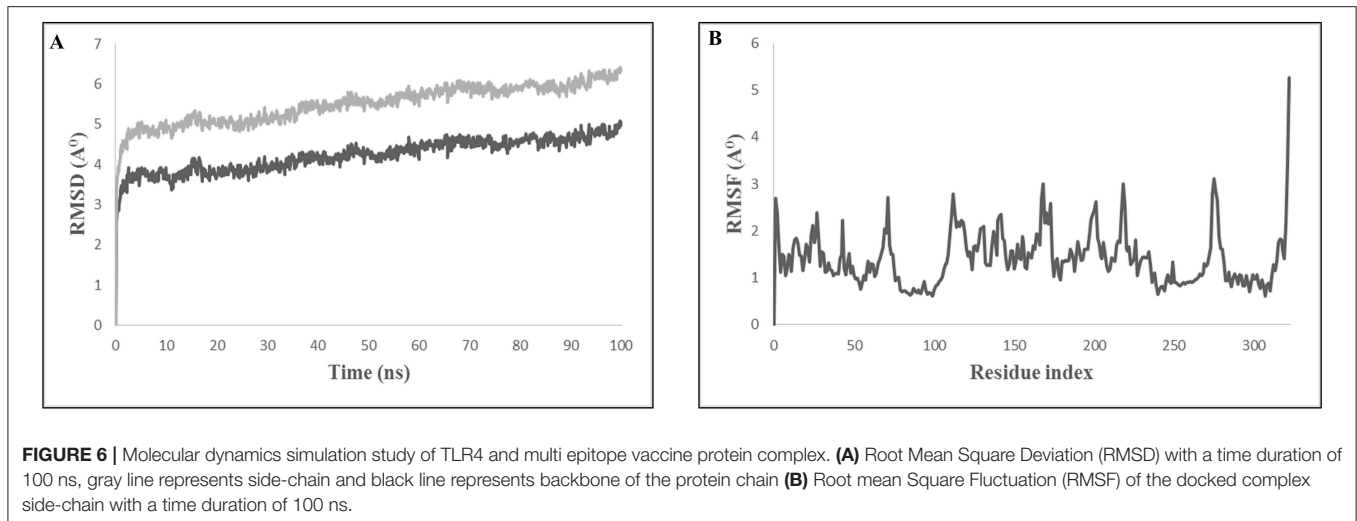 A
7
6
5
4
3
2
1
0
RMSD (A⁰)
0 10 20 30 40 50 60 70 80 90 100
Time (ns)
B
6
5
4
3
2
1
0
RMSF (A⁰)
0 50 100 150 200 250 300
Residue index
FIGURE 6 | Molecular dynamics simulation study of TLR4 and multi epitope vaccine protein complex. (A) Root Mean Square Deviation (RMSD) with a time duration of
100 ns, gray line represents side-chain and black line represents backbone of the protein chain (B) Root mean Square Fluctuation (RMSF) of the docked complex
side-chain with a time duration of 100 ns.